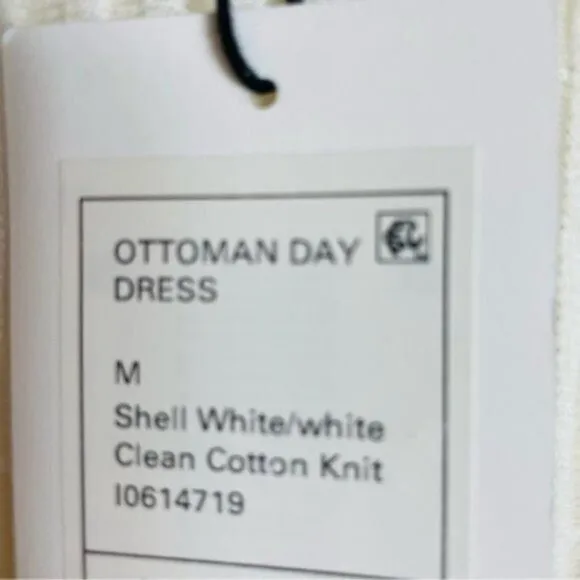 OTTOMAN DAY
DRESS
M
Shell White/white
Clean Cotton Knit
I0614719